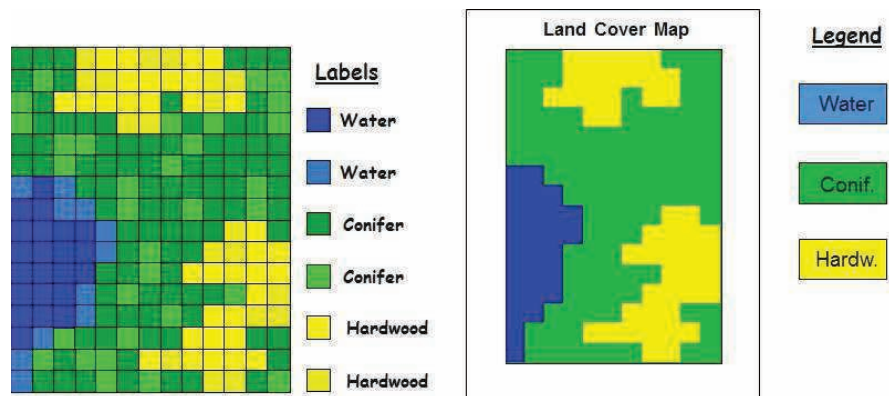 Labels
Water
Water
Conifer
Conifer
Hardwood
Hardwood
Land Cover Map
Legend
Water
Conif.
Hardw.